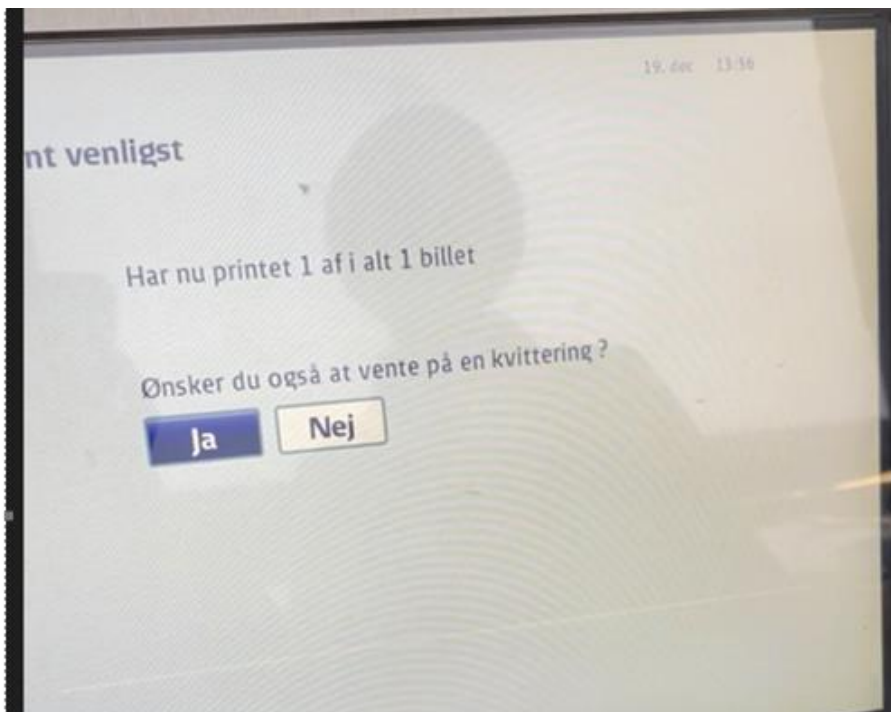 19. dec 13:36
nt venligst
Har nu printet 1 af i alt 1 billet
Ønsker du også at vente på en kvittering ?
Ja Nej